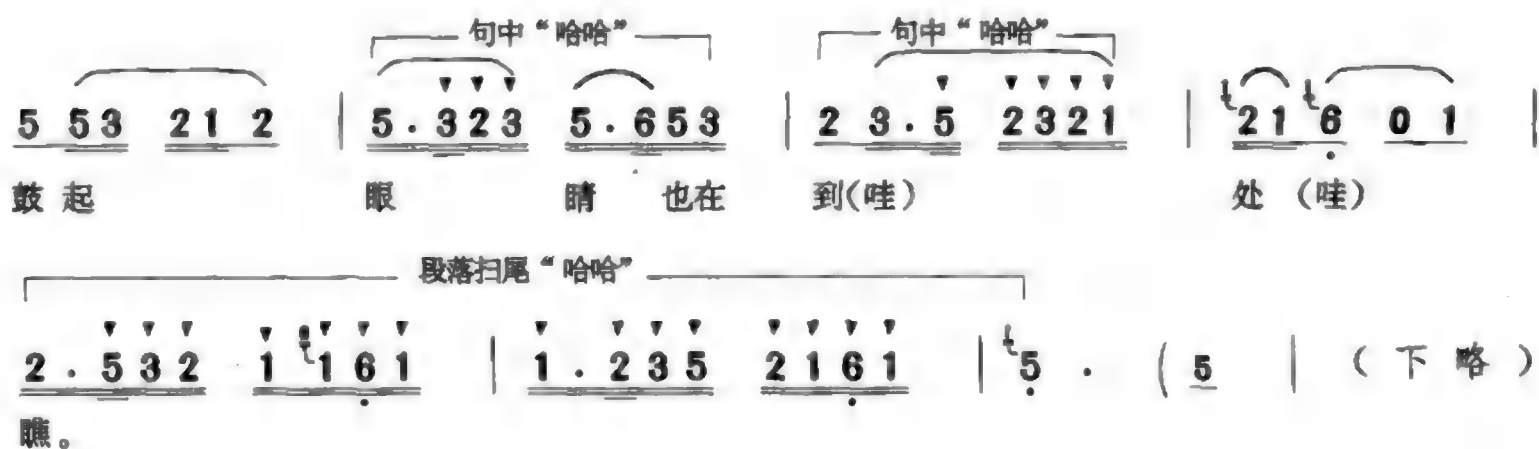 句中“哈哈” 句中“哈哈”
5 53 21 2 | 5 . 323 5 . 653 | 2 3 . 5 2321 | 21 6 0 1 |
鼓 起 眼 睛 也在 到(哇) 处 (哇)
段落扫尾“哈哈”
2 . 532 1 161 | 1 . 235 2161 | 5 . ( 5 | ( 下 略 )
瞧。